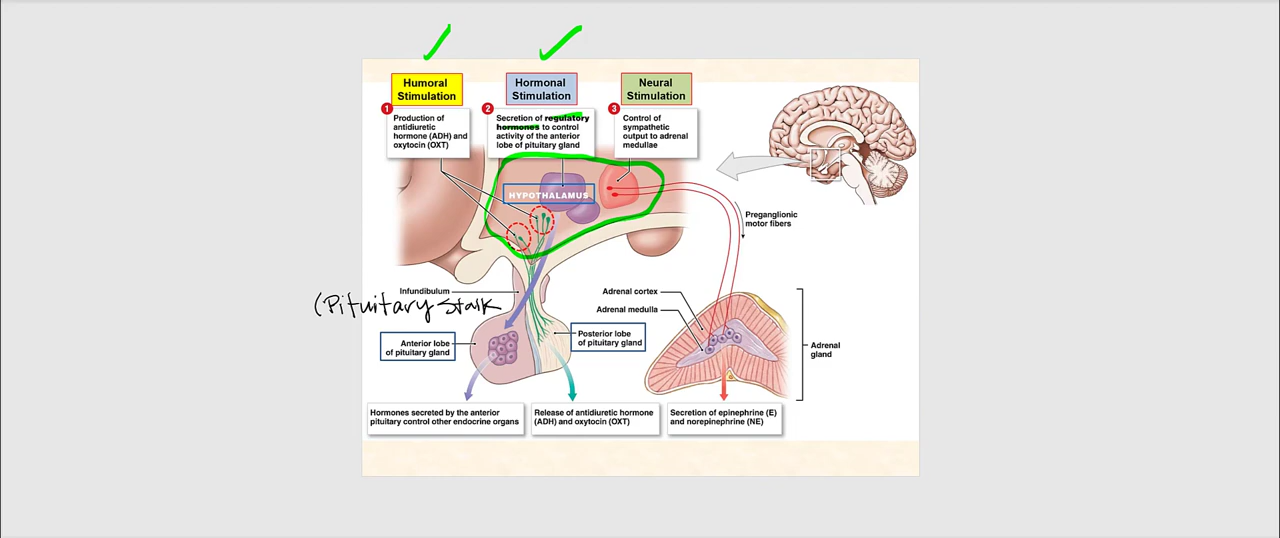 Humoral
Stimulation
Hormonal
Stimulation
Neural
Stimulation
1
Production of
antidiuretic
hormone (ADH) and
oxytocin (OXT)
2
Secretion of regulatory
hormones to control
activity of the anterior
lobe of pituitary gland
3
Control of
sympathetic
output to adrenal
medullae
HYPOTHALAMUS
Preganglionic
motor fibers
Infundibulum
(Pituitary stalk
Adrenal cortex
Adrenal medulla
Anterior lobe
of pituitary gland
Posterior lobe
of pituitary gland
Adrenal
gland
Hormones secreted by the anterior
pituitary control other endocrine organs
Release of antidiuretic hormone
(ADH) and oxytocin (OXT)
Secretion of epinephrine (E)
and norepinephrine (NE)